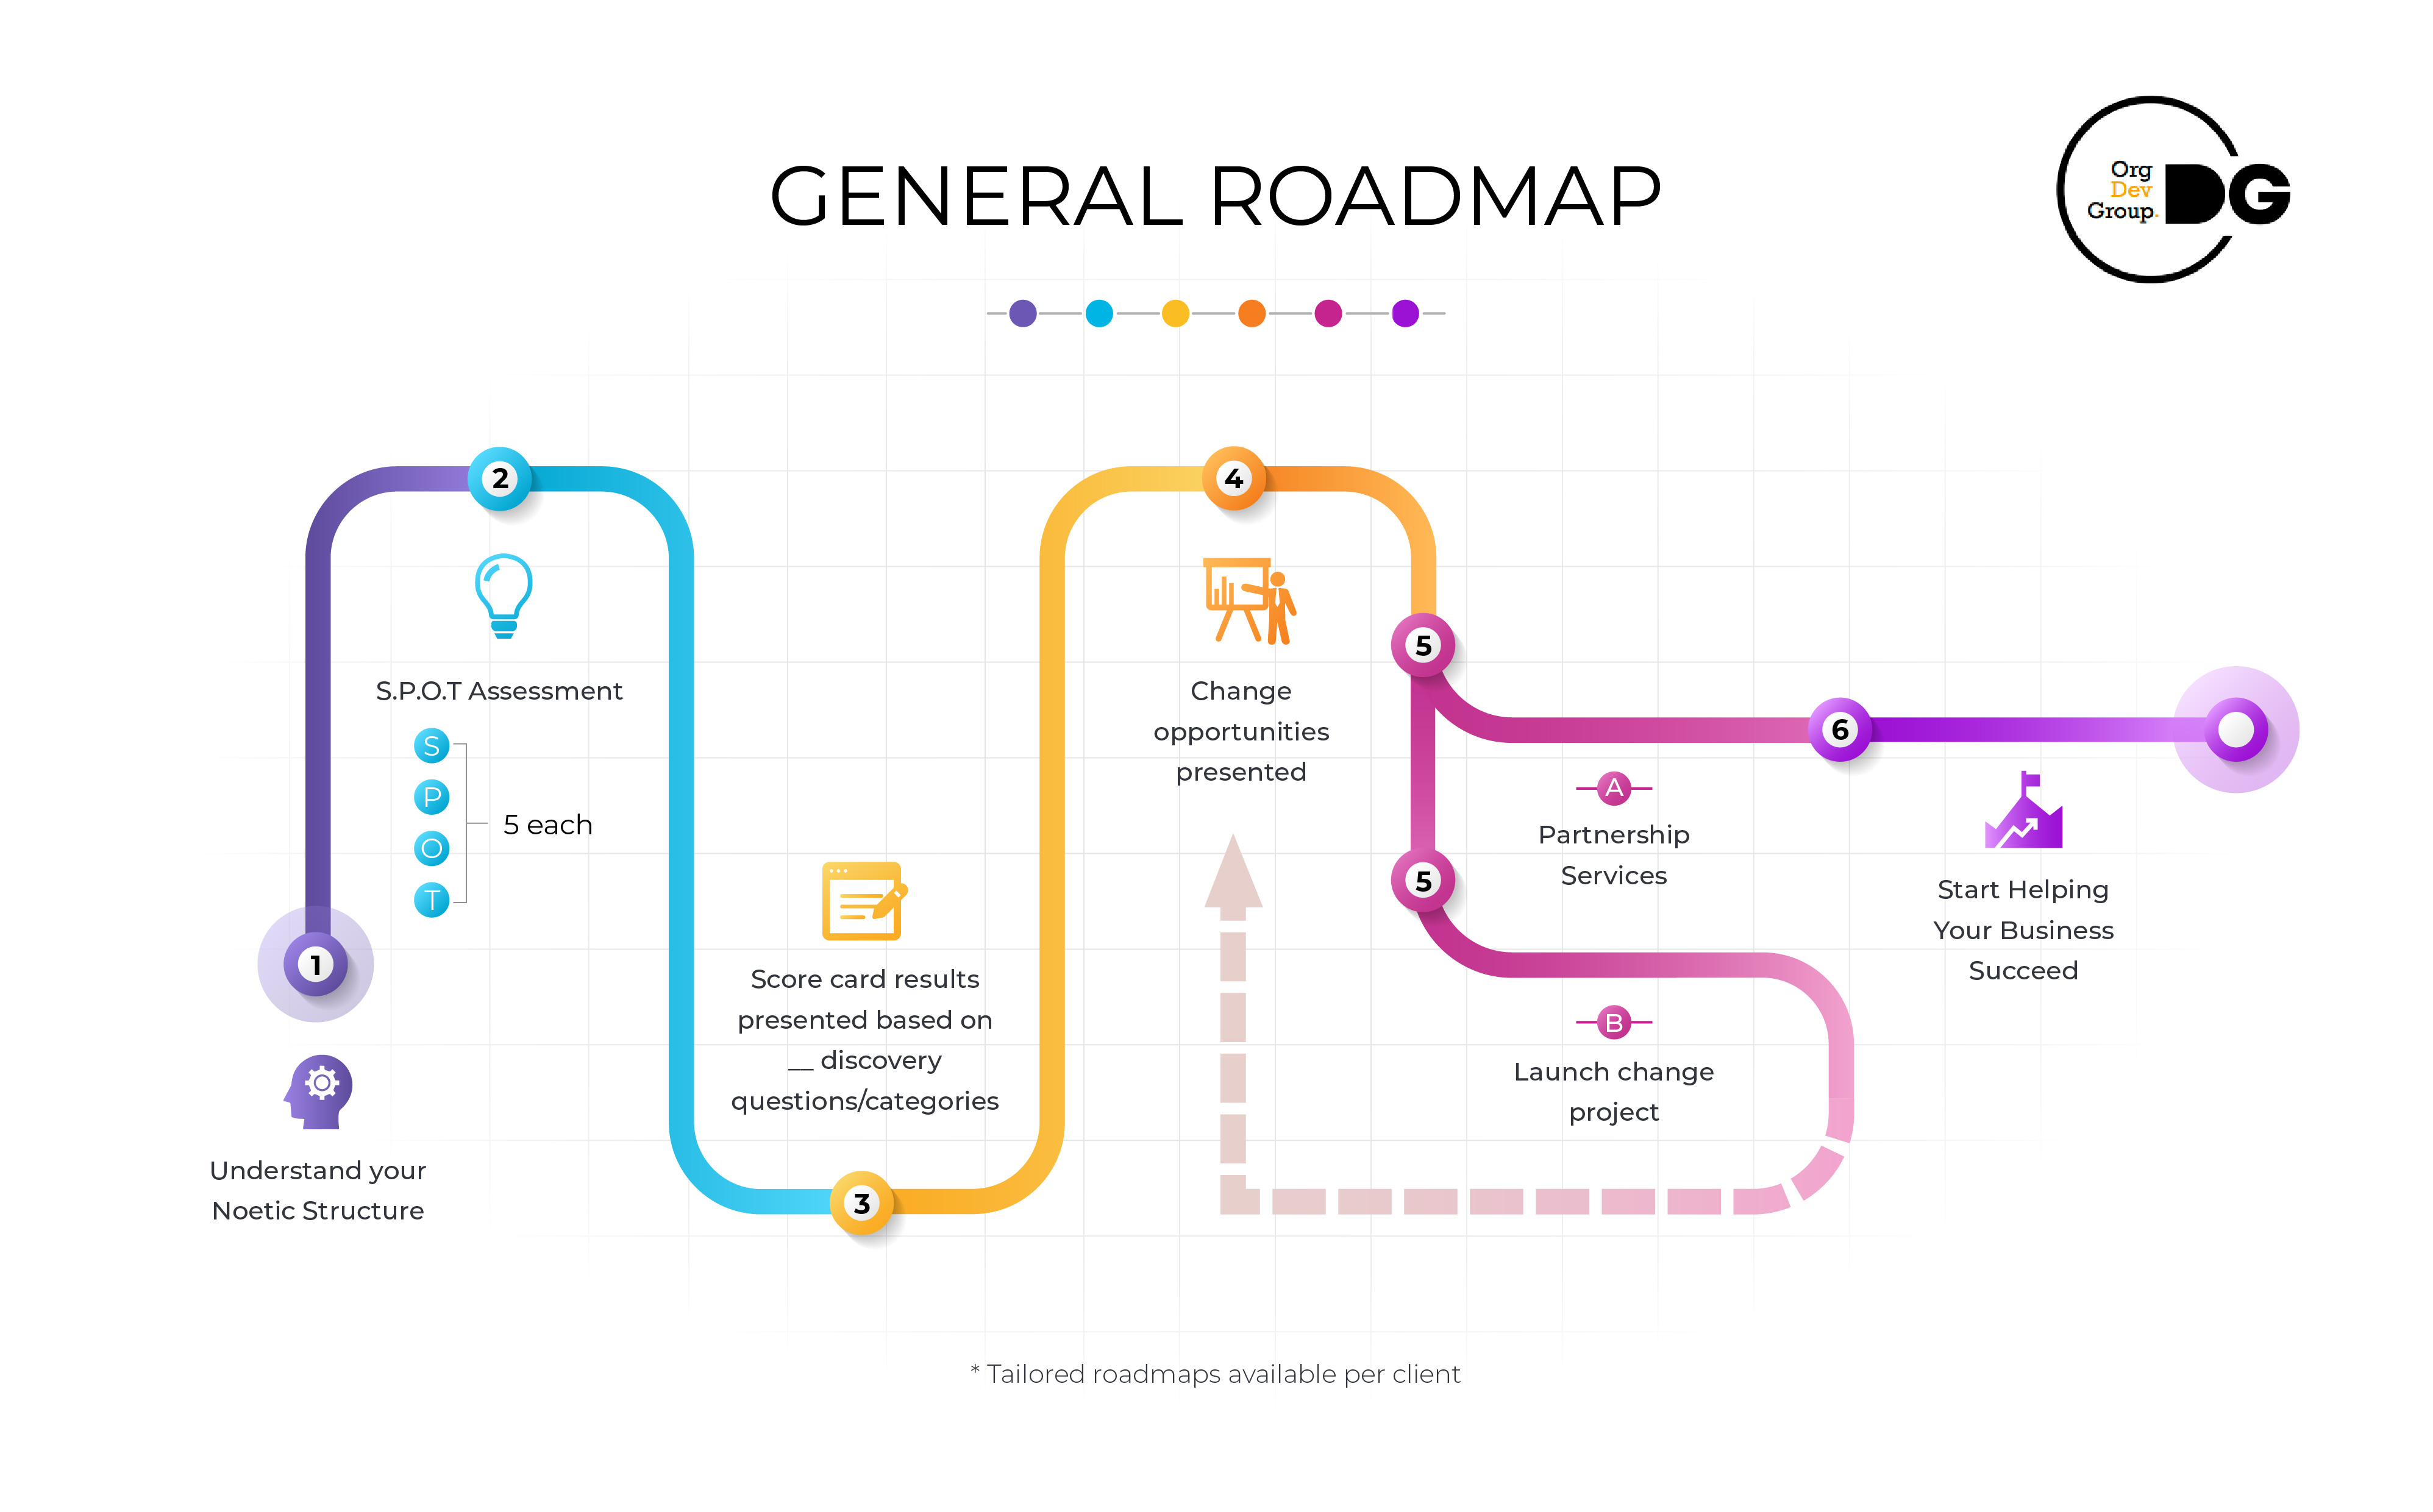 GENERAL ROADMAP
Org
Dev
Group.
DG
2
4
5
6
1
S.P.O.T Assessment
S
P
O
T
5 each
Understand your
Noetic Structure
Score card results
presented based on
__ discovery
questions/categories
3
Change
opportunities
presented
A
Partnership
Services
5
B
Launch change
project
Start Helping
Your Business
Succeed
* Tailored roadmaps available per client